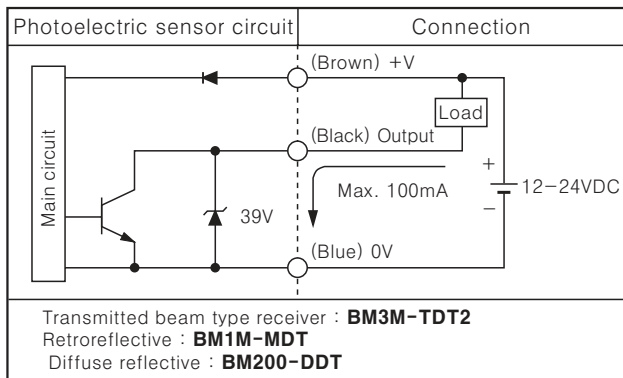 Photoelectric sensor circuit
Connection
(Brown) +V
Load
(Black) Output
Main circuit
Max. 100mA
+
12−24VDC
−
39V
(Blue) 0V
Transmitted beam type receiver : BM3M-TDT2
Retroreflective : BM1M-MDT
Diffuse reflective : BM200-DDT